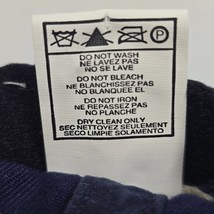 P
DO NOT WASH
NE LAVEZ PAS
NO SE LAVE
DO NOT BLEACH
NE BLANCHISSEZ PAS
NO BLANQUEE EL
DO NOT IRON
NE REPASSEZ PAS
NO PLANCHE
DRY CLEAN ONLY
SEC NETTOYEZ SEULEMENT
SECO LIMPIE SOLAMENTO